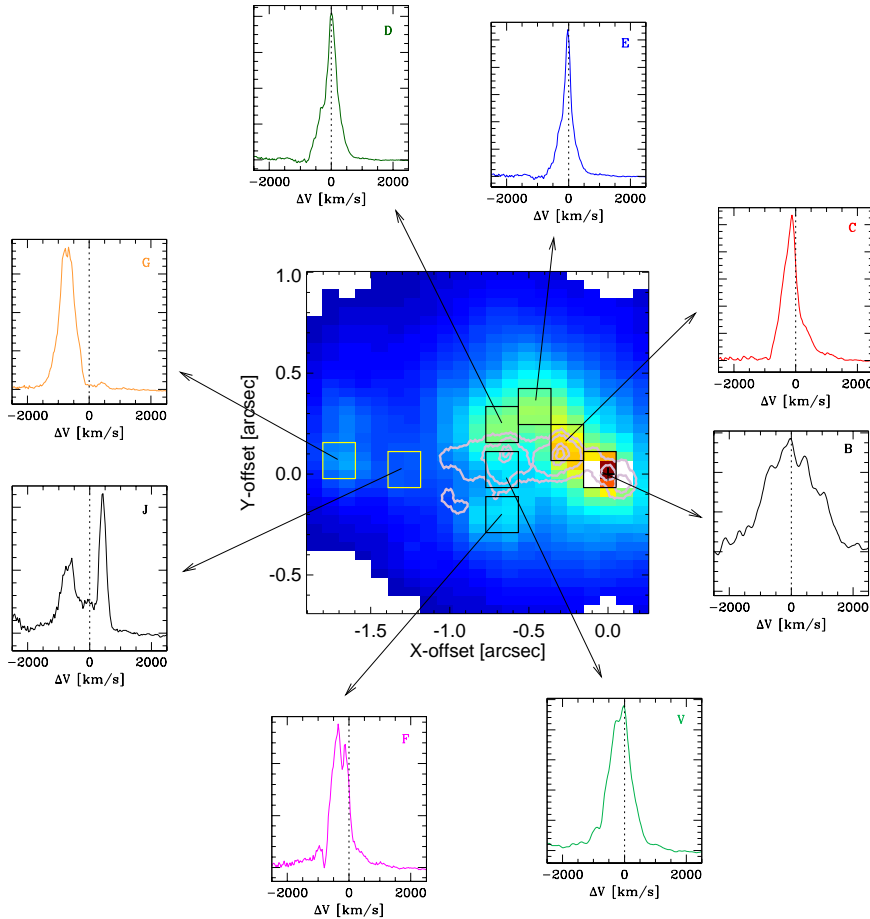 D
-2000 0 2000
ΔV [km/s]
E
-2000 0 2000
ΔV [km/s]
C
-2000 0 2000
ΔV [km/s]
G
-2000 0 2000
ΔV [km/s]
B
-2000 0 2000
ΔV [km/s]
J
-2000 0 2000
ΔV [km/s]
1.0
0.5
0.0
-0.5
Y-offset [arcsec]
-1.5 -1.0 -0.5 0.0
X-offset [arcsec]
F
-2000 0 2000
ΔV [km/s]
V
-2000 0 2000
ΔV [km/s]